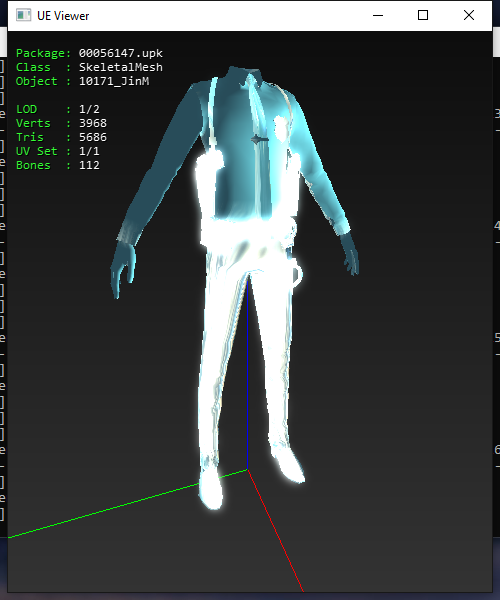 UE Viewer
Package: 00056147.upk
Class  : SkeletalMesh
Object : 10171_JinM
LOD    : 1/2
Verts  : 3968
Tris   : 5686
UV Set : 1/1
Bones  : 112